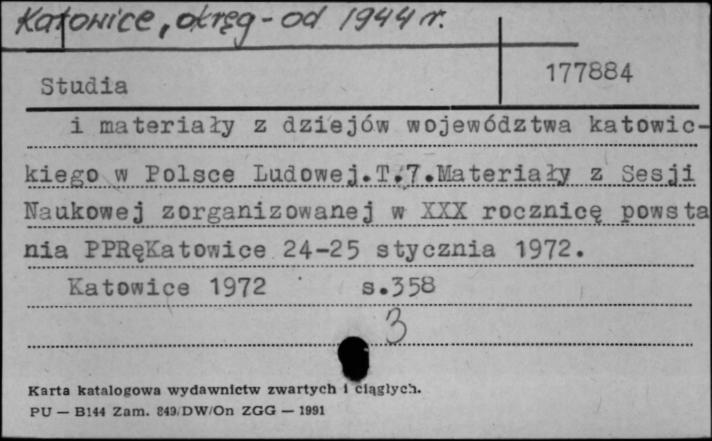 Katowice, okręg - od 1944 r.
Studia
177884
i materiały z dziejów województwa katowic-
kiego w Polsce Ludowej.T.7.Materiały z Sesji
Naukowej zorganizowanej w XXX rocznicę powsta
nia PPRęKatowice 24-25 stycznia 1972.
Katowice 1972 s.358
3
Karta katalogowa wydawnictw zwartych i ciągłych.
PU — B144 Zam. 849/DW/On ZGG — 1991